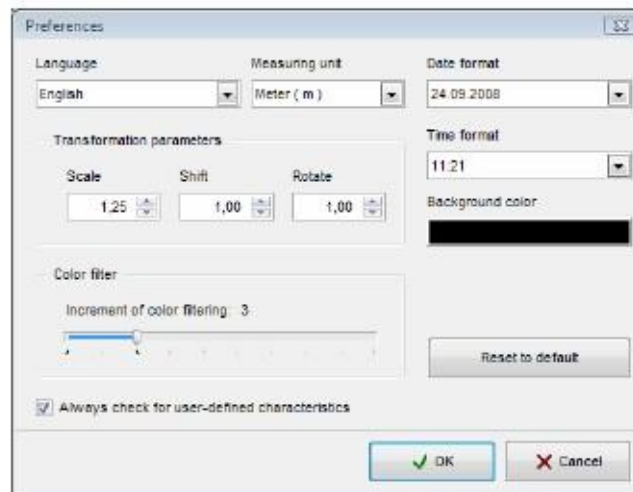 Preferences
Language
Measuring unit
Date format
English
Meter ( m )
24.09.2008
Transformation parameters
Time format
11:21
Scale
Shift
Rotate
1,25
1,00
1,00
Background color
Color filter
Increment of color filtering: 3
Reset to default
Always check for user-defined characteristics
OK
Cancel